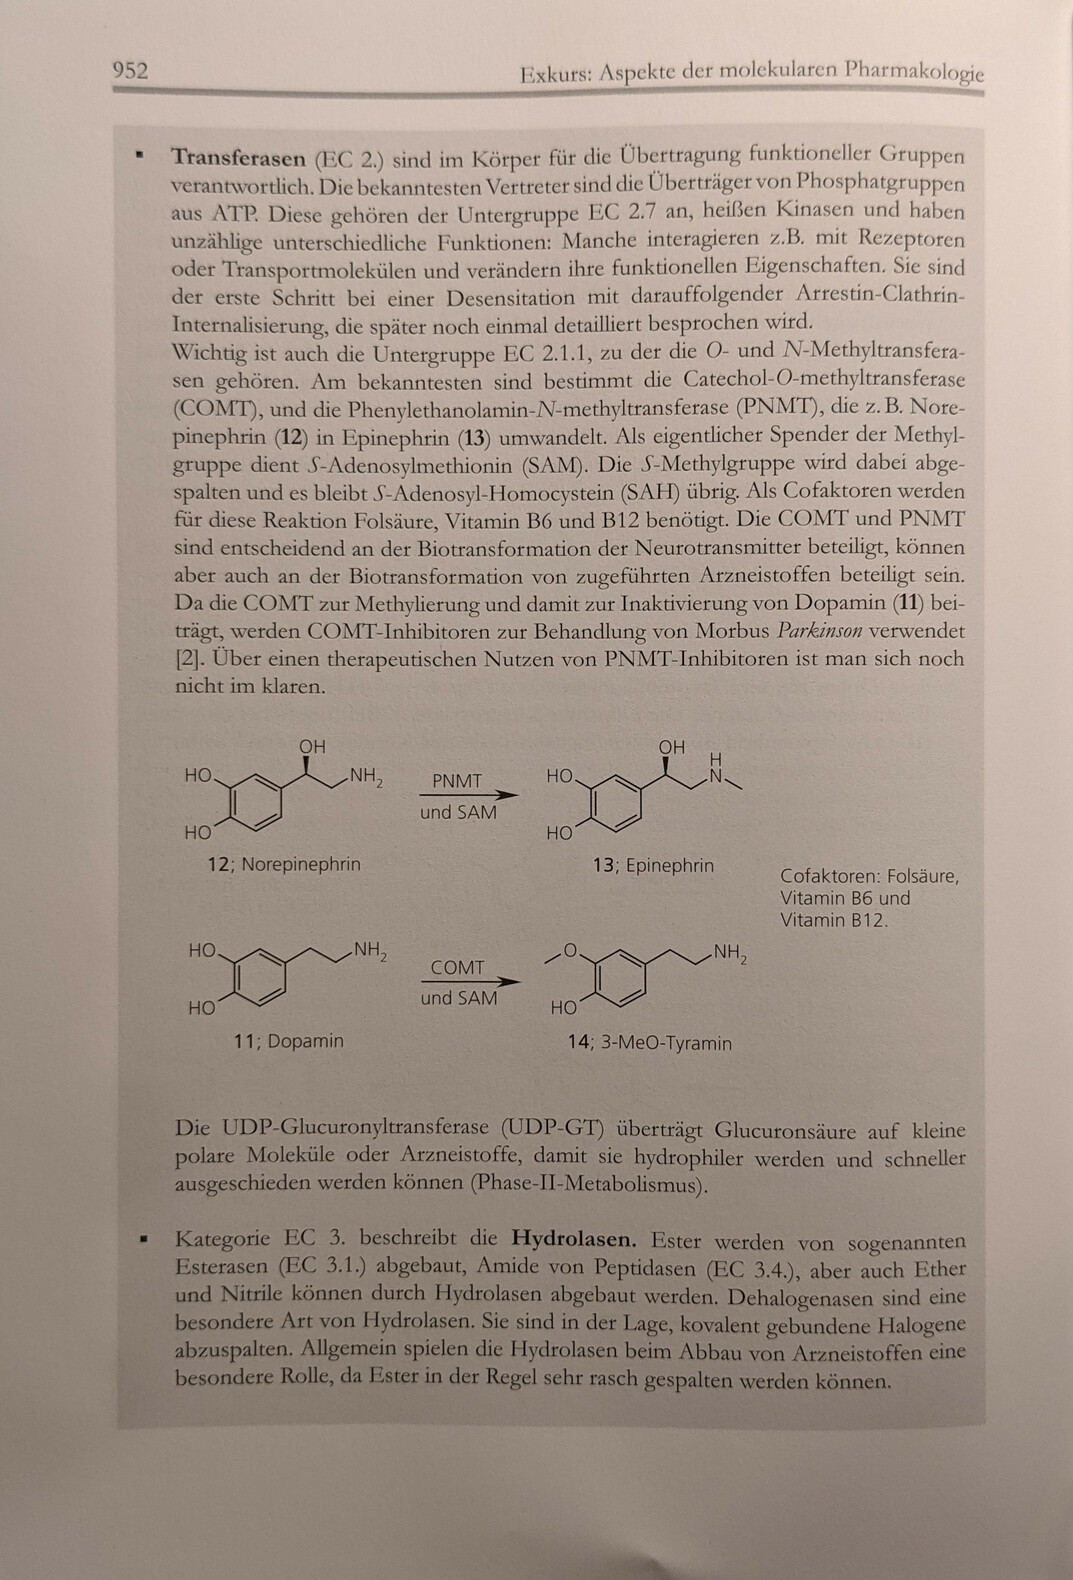 952
Exkurs: Aspekte der molekularen Pharmakologie
▪ Transferasen (EC 2.) sind im Körper für die Übertragung funktioneller Gruppen
verantwortlich. Die bekanntesten Vertreter sind die Überträger von Phosphatgruppen
aus ATP. Diese gehören der Untergruppe EC 2.7 an, heißen Kinasen und haben
unzählige unterschiedliche Funktionen: Manche interagieren z.B. mit Rezeptoren
oder Transportmolekülen und verändern ihre funktionellen Eigenschaften. Sie sind
der erste Schritt bei einer Desensitation mit darauffolgender Arrestin-Clathrin-
Internalisierung, die später noch einmal detailliert besprochen wird.
Wichtig ist auch die Untergruppe EC 2.1.1, zu der die O- und N-Methyltransfera-
sen gehören. Am bekanntesten sind bestimmt die Catechol-O-methyltransferase
(COMT), und die Phenylethanolamin-N-methyltransferase (PNMT), die z. B. Nore-
pinephrin (12) in Epinephrin (13) umwandelt. Als eigentlicher Spender der Methyl-
gruppe dient S-Adenosylmethionin (SAM). Die S-Methylgruppe wird dabei abge-
spalten und es bleibt S-Adenosyl-Homocystein (SAH) übrig. Als Cofaktoren werden
für diese Reaktion Folsäure, Vitamin B6 und B12 benötigt. Die COMT und PNMT
sind entscheidend an der Biotransformation der Neurotransmitter beteiligt, können
aber auch an der Biotransformation von zugeführten Arzneistoffen beteiligt sein.
Da die COMT zur Methylierung und damit zur Inaktivierung von Dopamin (11) bei-
trägt, werden COMT-Inhibitoren zur Behandlung von Morbus Parkinson verwendet
[2]. Über einen therapeutischen Nutzen von PNMT-Inhibitoren ist man sich noch
nicht im klaren.
OH
HO
NH2
HO
12; Norepinephrin
PNMT
und SAM
OH
H
HO
N
HO
13; Epinephrin
Cofaktoren: Folsäure,
Vitamin B6 und
Vitamin B12.
HO
NH2
HO
11; Dopamin
COMT
und SAM
O
NH2
HO
14; 3-MeO-Tyramin
Die UDP-Glucuronyltransferase (UDP-GT) überträgt Glucuronsäure auf kleine
polare Moleküle oder Arzneistoffe, damit sie hydrophiler werden und schneller
ausgeschieden werden können (Phase-II-Metabolismus).
▪ Kategorie EC 3. beschreibt die Hydrolasen. Ester werden von sogenannten
Esterasen (EC 3.1.) abgebaut, Amide von Peptidasen (EC 3.4.), aber auch Ether
und Nitrile können durch Hydrolasen abgebaut werden. Dehalogenasen sind eine
besondere Art von Hydrolasen. Sie sind in der Lage, kovalent gebundene Halogene
abzuspalten. Allgemein spielen die Hydrolasen beim Abbau von Arzneistoffen eine
besondere Rolle, da Ester in der Regel sehr rasch gespalten werden können.